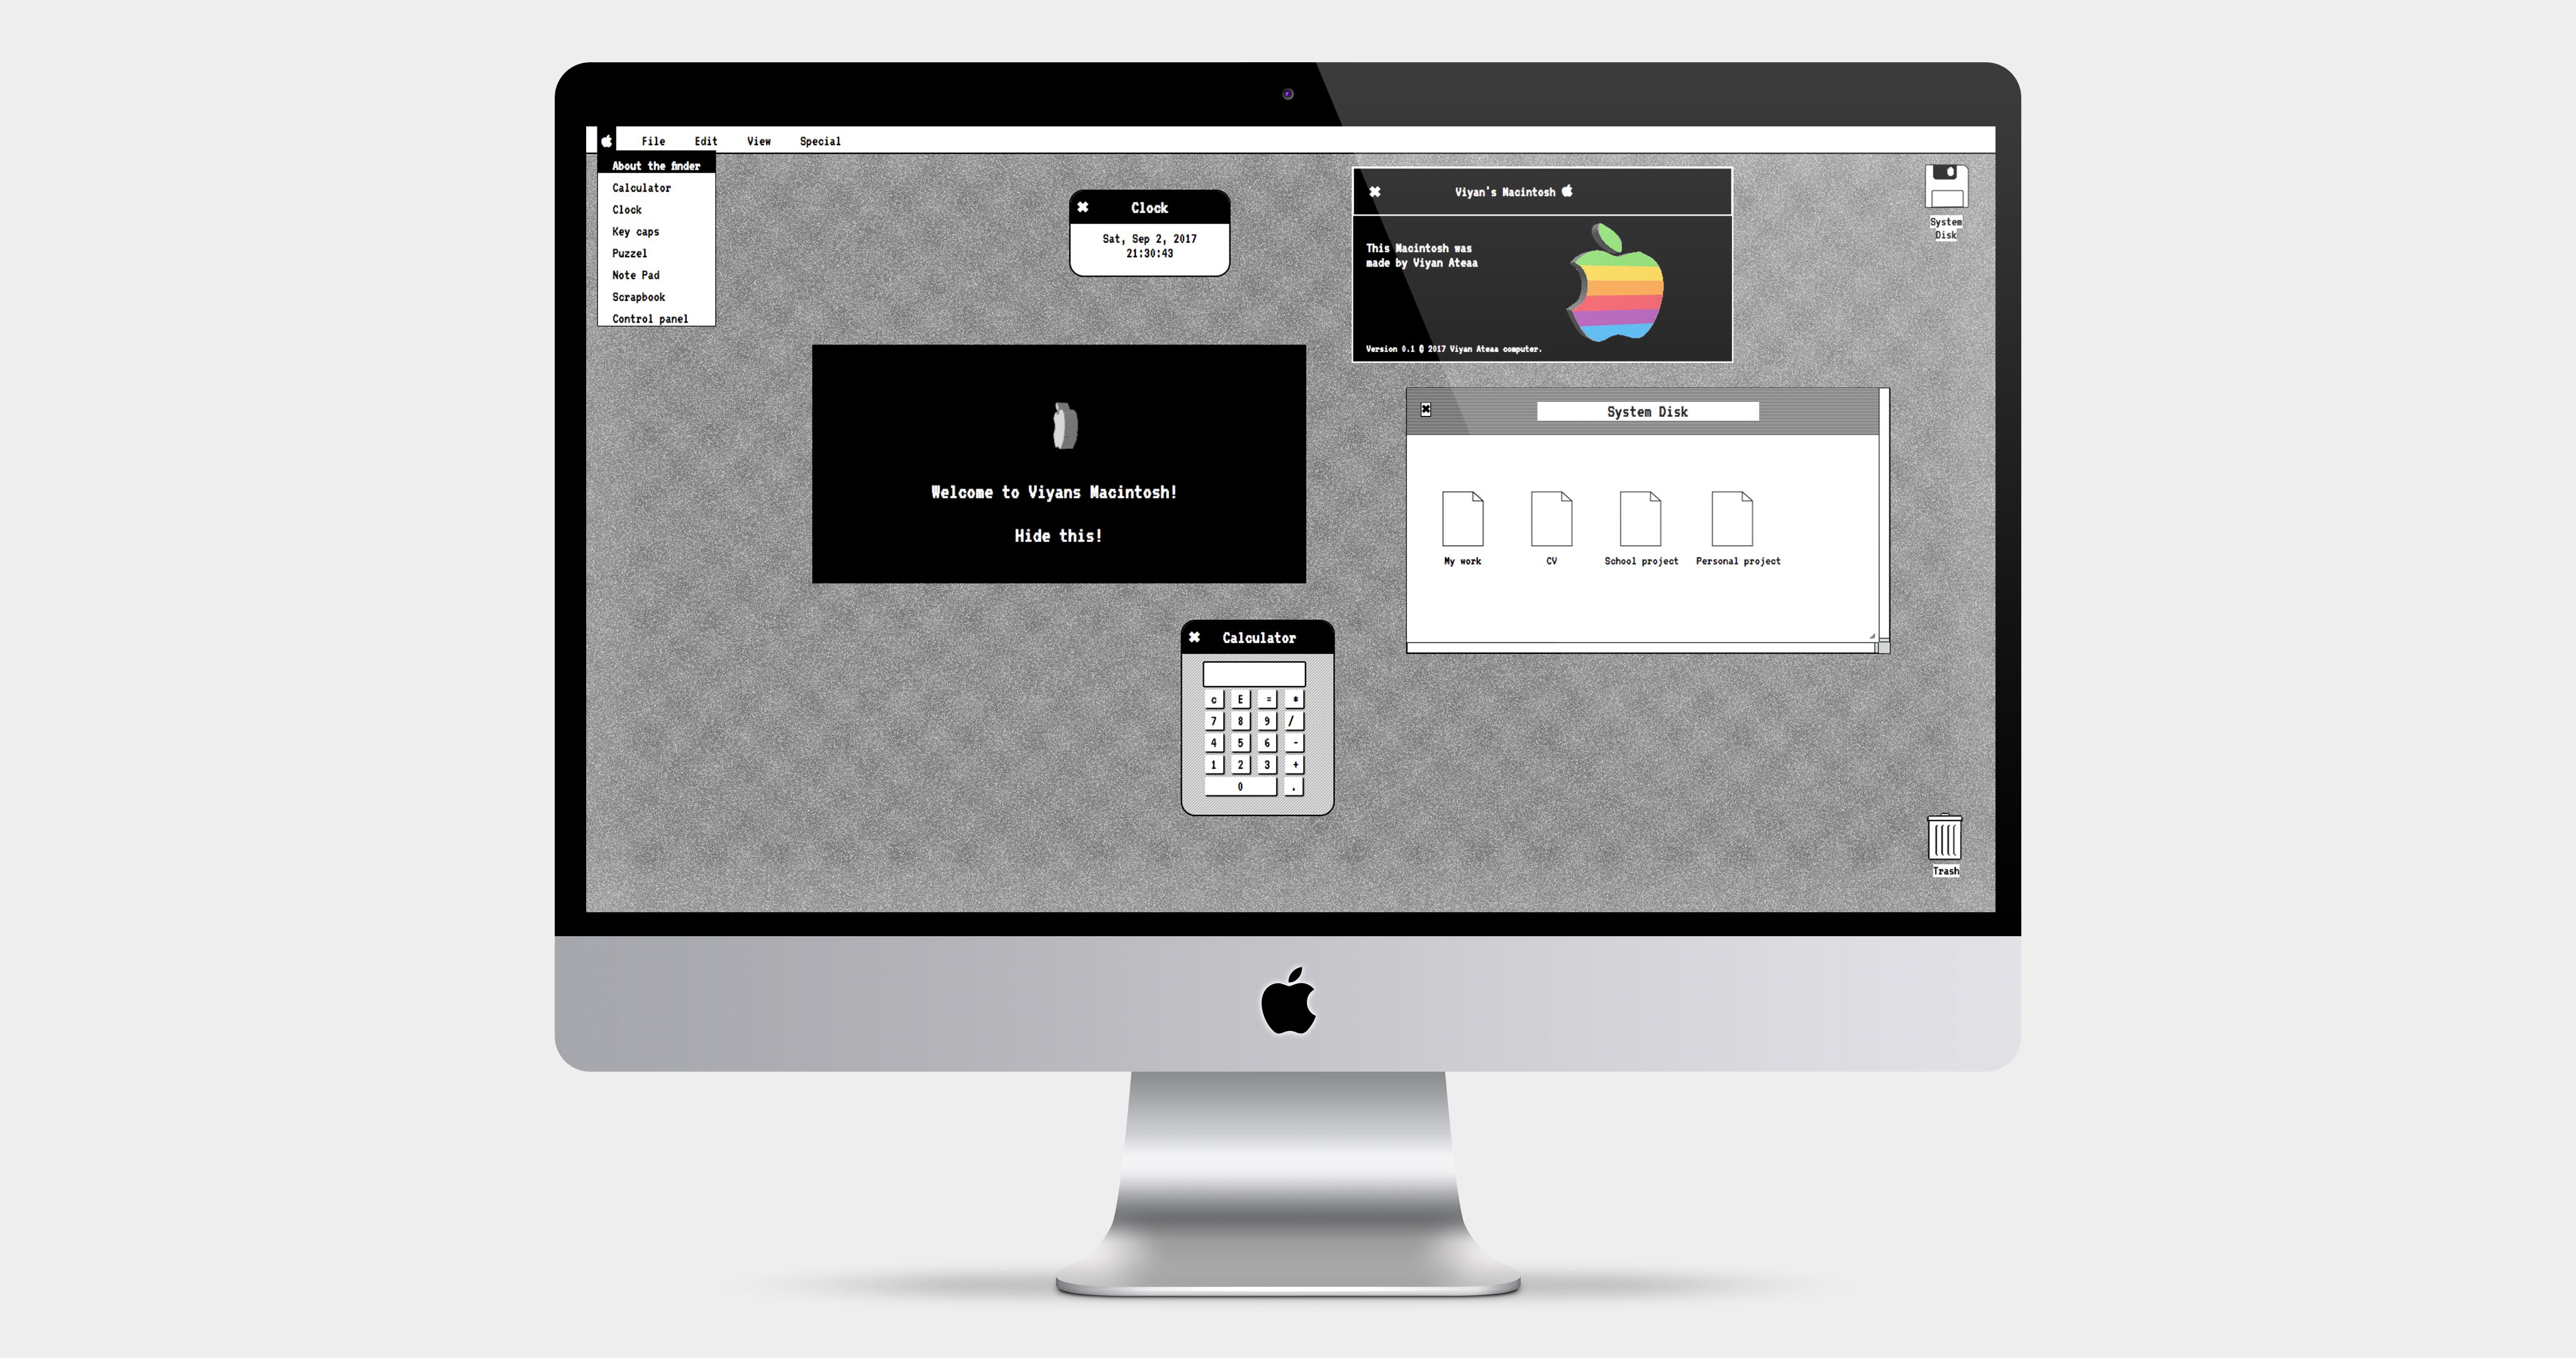 File Edit View Special
About the finder
Calculator
Clock
Key caps
Puzzel
Note Pad
Scrapbook
Control panel
Clock
Sat, Sep 2, 2017
21:30:43
Viyan's Macintosh
This Macintosh was
made by Viyan Ateaa
Version 0.1 @ 2017 Viyan Ateaa computer.
System
Disk
Welcome to Viyans Macintosh!
Hide this!
System Disk
My work CV School project Personal project
Calculator
c E = *
7 8 9 /
4 5 6 -
1 2 3 +
0 .
Trash